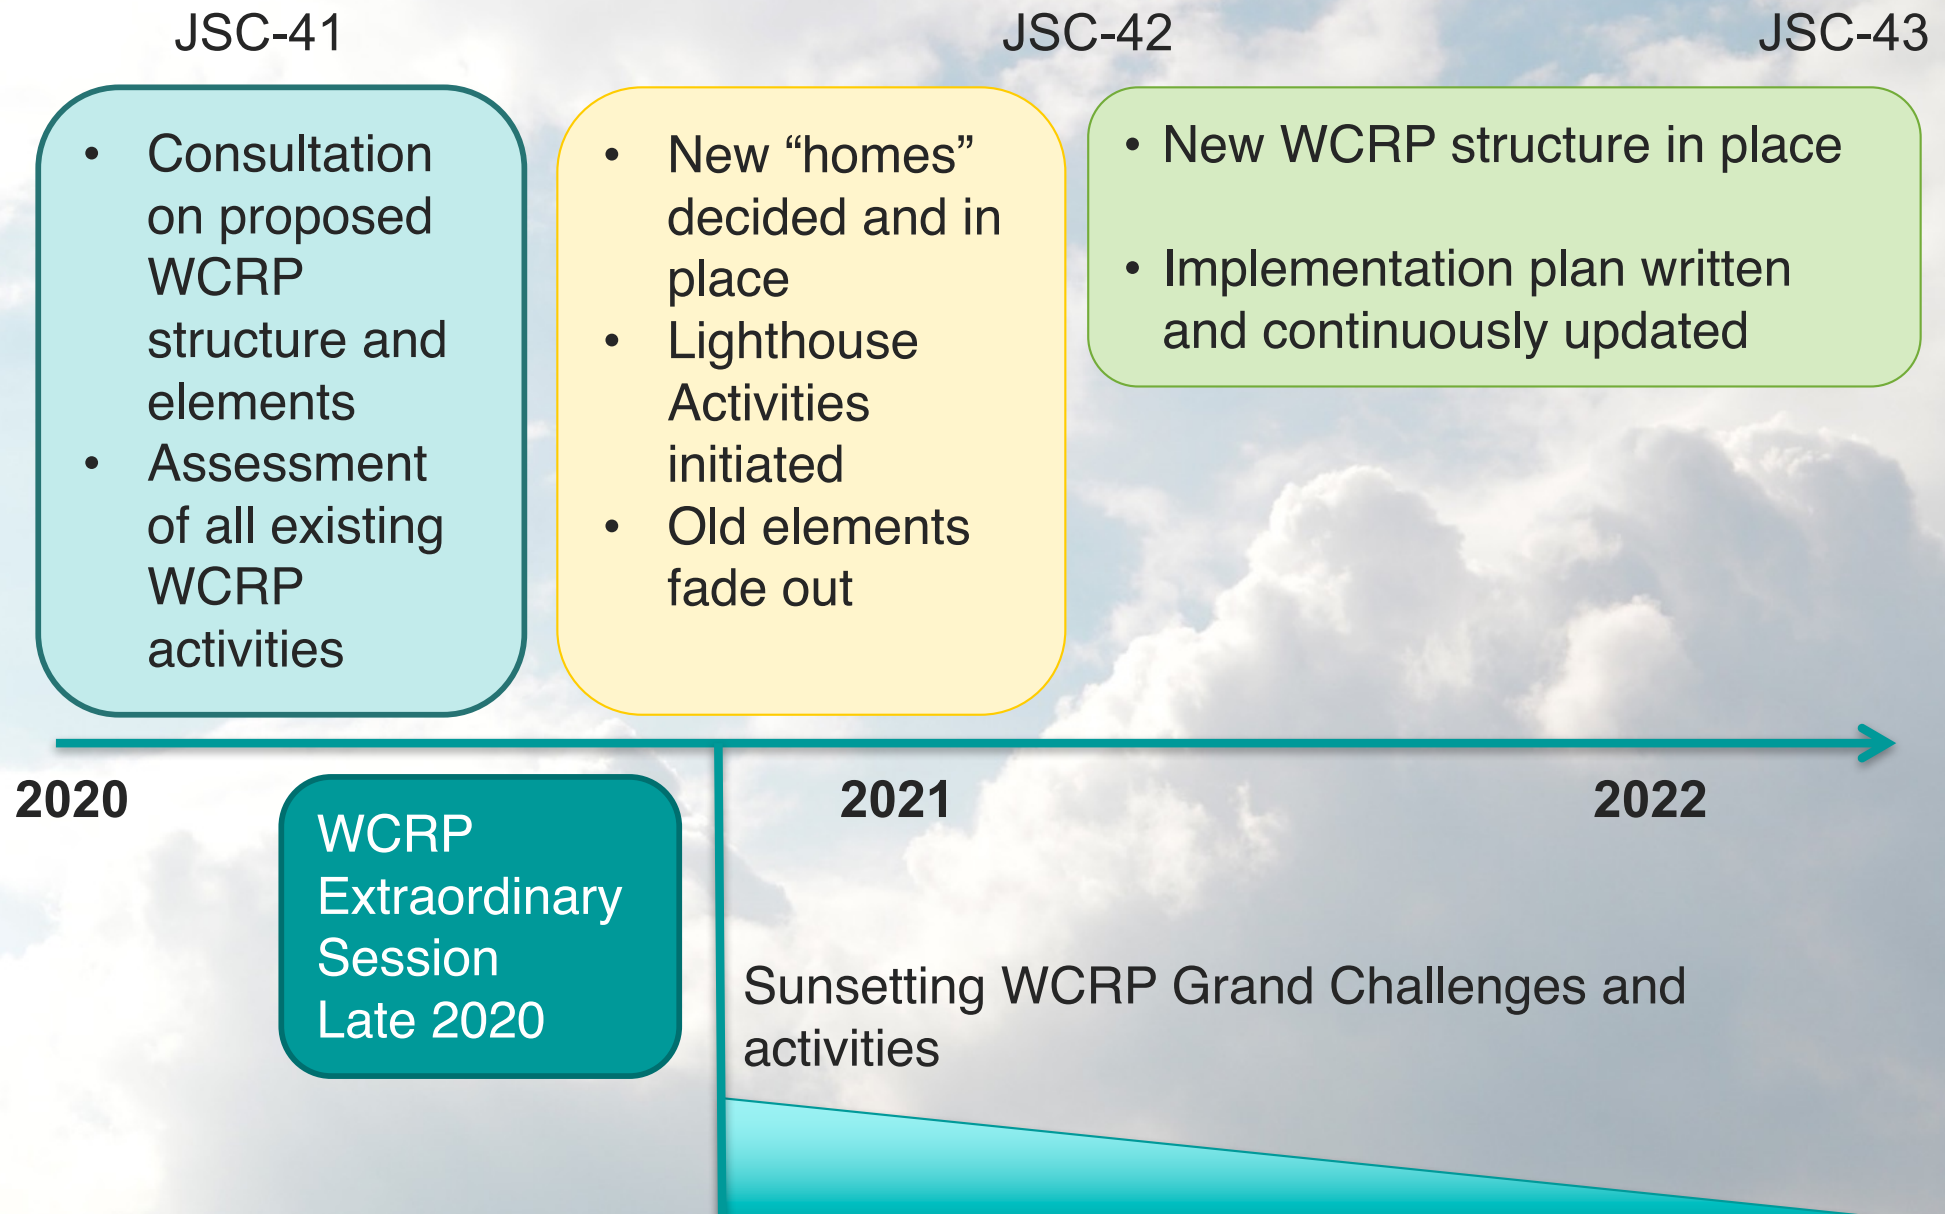 JSC-41
JSC-42
JSC-43
• Consultation
on proposed
WCRP
structure and
elements
• Assessment
of all existing
WCRP
activities
• New “homes”
decided and in
place
• Lighthouse
Activities
initiated
• Old elements
fade out
• New WCRP structure in place
• Implementation plan written
and continuously updated
2020
2021
2022
WCRP
Extraordinary
Session
Late 2020
Sunsetting WCRP Grand Challenges and
activities